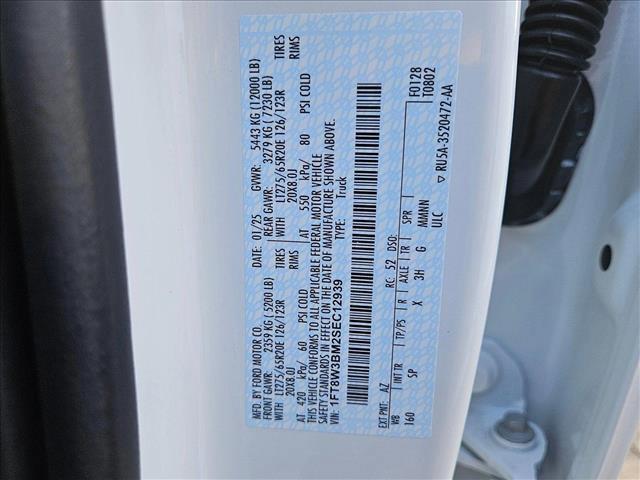 MFD. BY FORD MOTOR CO.
DATE: 01/25 GVWR: 5443 KG (12000 LB)
FRONT GAWR: 2359 KG ( 5200 LB) REAR GAWR: 3279 KG ( 7230 LB)
WITH LT275/65R20E 126/123R TIRES WITH LT275/65R20E 126/123R TIRES
20X8.0J RIMS 20X8.0J RIMS
AT 420 kPa/ 60 PSI COLD AT 550 kPa/ 80 PSI COLD
THIS VEHICLE CONFORMS TO ALL APPLICABLE FEDERAL MOTOR VEHICLE
SAFETY STANDARDS IN EFFECT ON THE DATE OF MANUFACTURE SHOWN ABOVE.
VIN: 1FT8W3BM2SEC12939 TYPE: Truck
F0128
T0802
EXT PNT: AZ RC: 52 DSO:
WB INT TR TP/PS R AXLE TR SPR
160 SP X 3H G MMNNN
ULC
▽ RU5A-3520472-AA